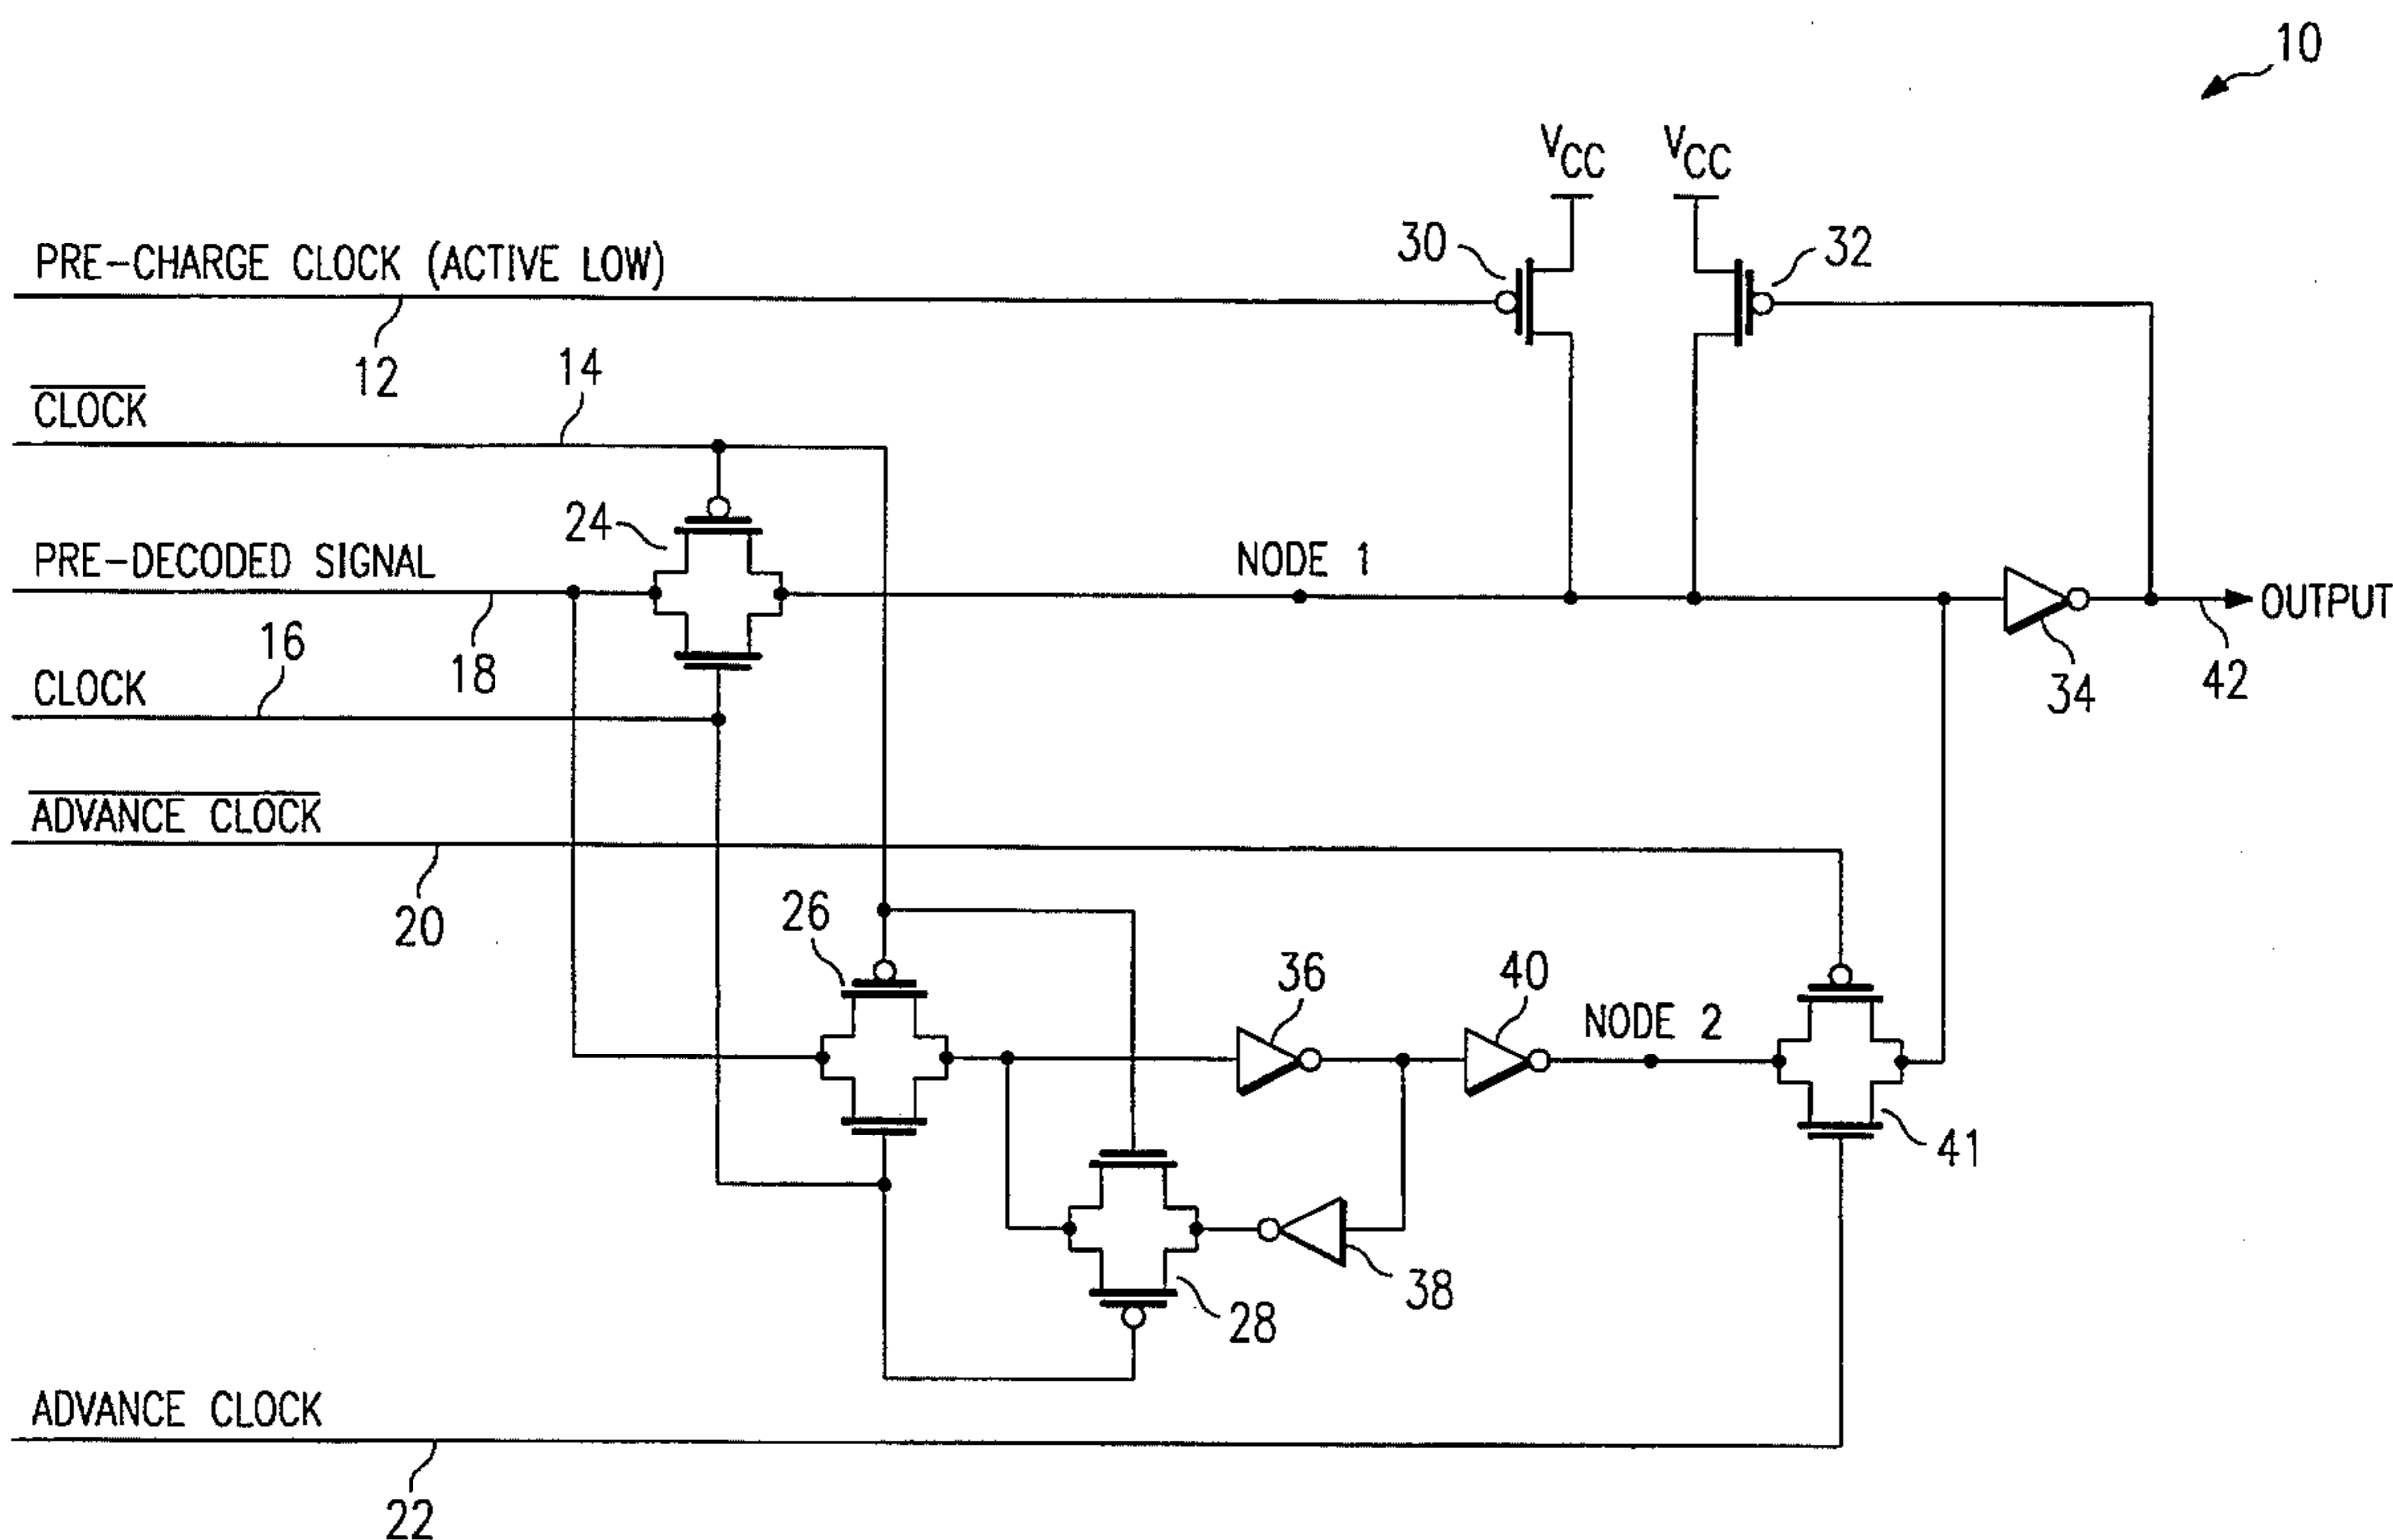 10
VCC VCC
30 32
PRE-CHARGE CLOCK (ACTIVE LOW)
12
14
CLOCK
24
PRE-DECODED SIGNAL
NODE 1
OUTPUT
16
18
34
42
CLOCK
ADVANCE CLOCK
20
26
36
40
NODE 2
41
38
28
ADVANCE CLOCK
22